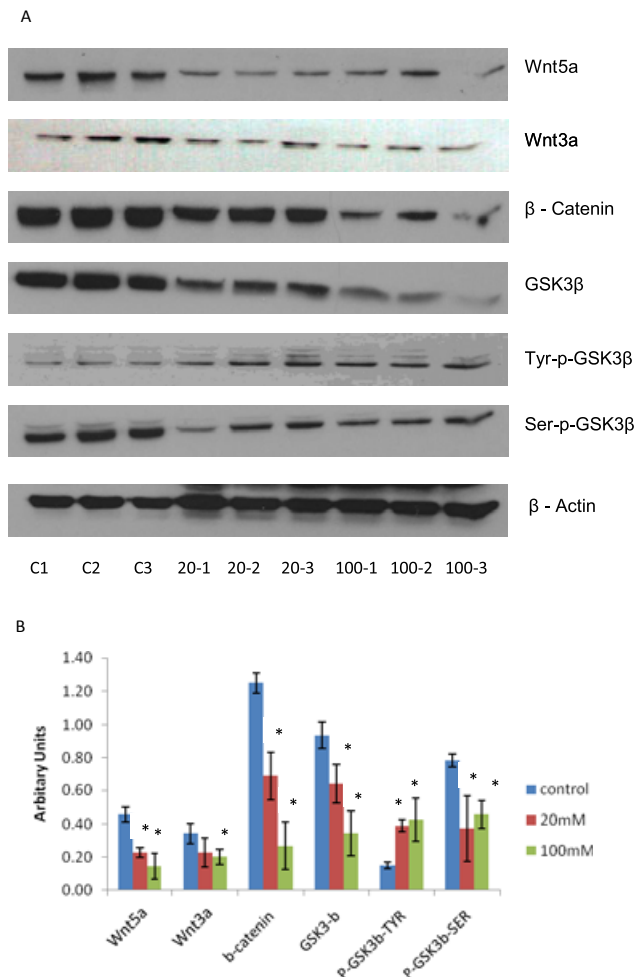 A
Wnt5a
Wnt3a
β - Catenin
GSK3β
Tyr-p-GSK3β
Ser-p-GSK3β
β - Actin
C1 C2 C3 20-1 20-2 20-3 100-1 100-2 100-3
B
1.40
1.20
1.00
0.80
0.60
0.40
0.20
0.00
Arbitary Units
* * * * * * * * * * *
control
20mM
100mM
Wnt5a
Wnt3a
b-catenin
GSK3-b
P-GSK3b-TYR
P-GSK3b-SER